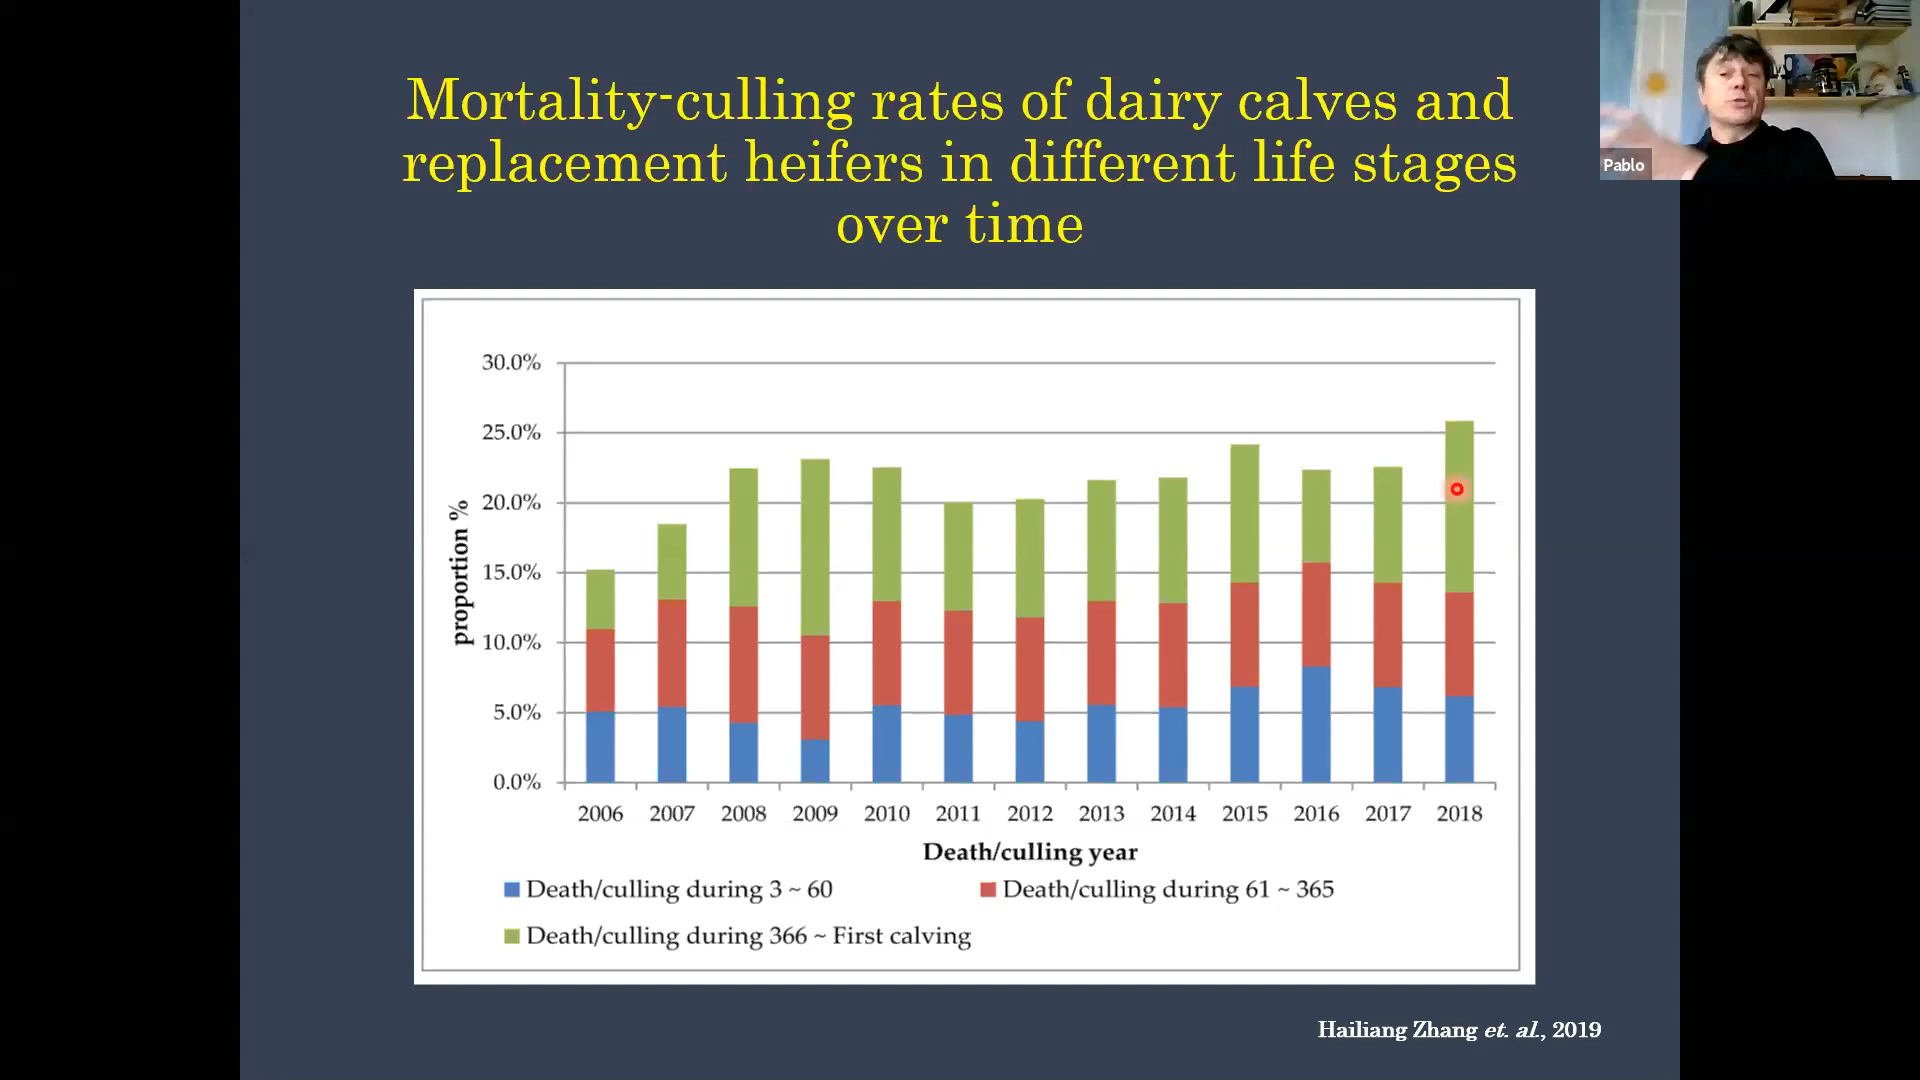 Mortality-culling rates of dairy calves and
replacement heifers in different life stages
over time
Pablo
30.0%
25.0%
20.0%
15.0%
10.0%
5.0%
0.0%
proportion %
2006 2007 2008 2009 2010 2011 2012 2013 2014 2015 2016 2017 2018
Death/culling year
Death/culling during 3 ~ 60 Death/culling during 61 ~ 365
Death/culling during 366 ~ First calving
Hailiang Zhang et. al., 2019